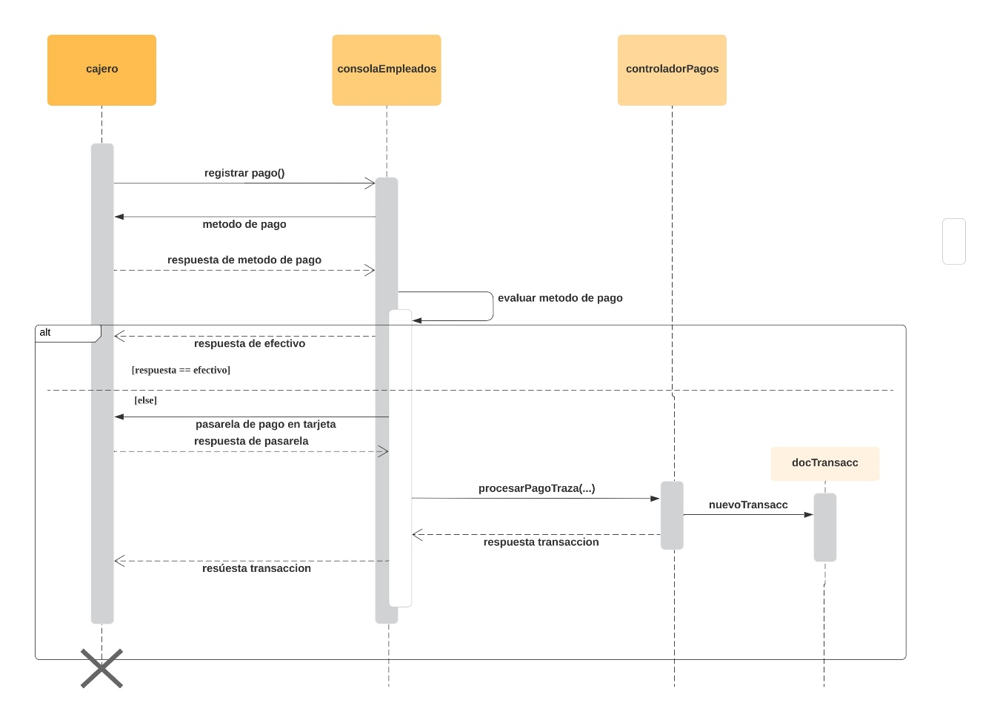 cajero
consolaEmpleados
controladorPagos
registrar pago()
metodo de pago
respuesta de metodo de pago
evaluar metodo de pago
alt
respuesta de efectivo
[respuesta == efectivo]
[else]
pasarela de pago en tarjeta
respuesta de pasarela
docTransacc
procesarPagoTraza(...)
nuevoTransacc
respuesta transaccion
resúesta transaccion